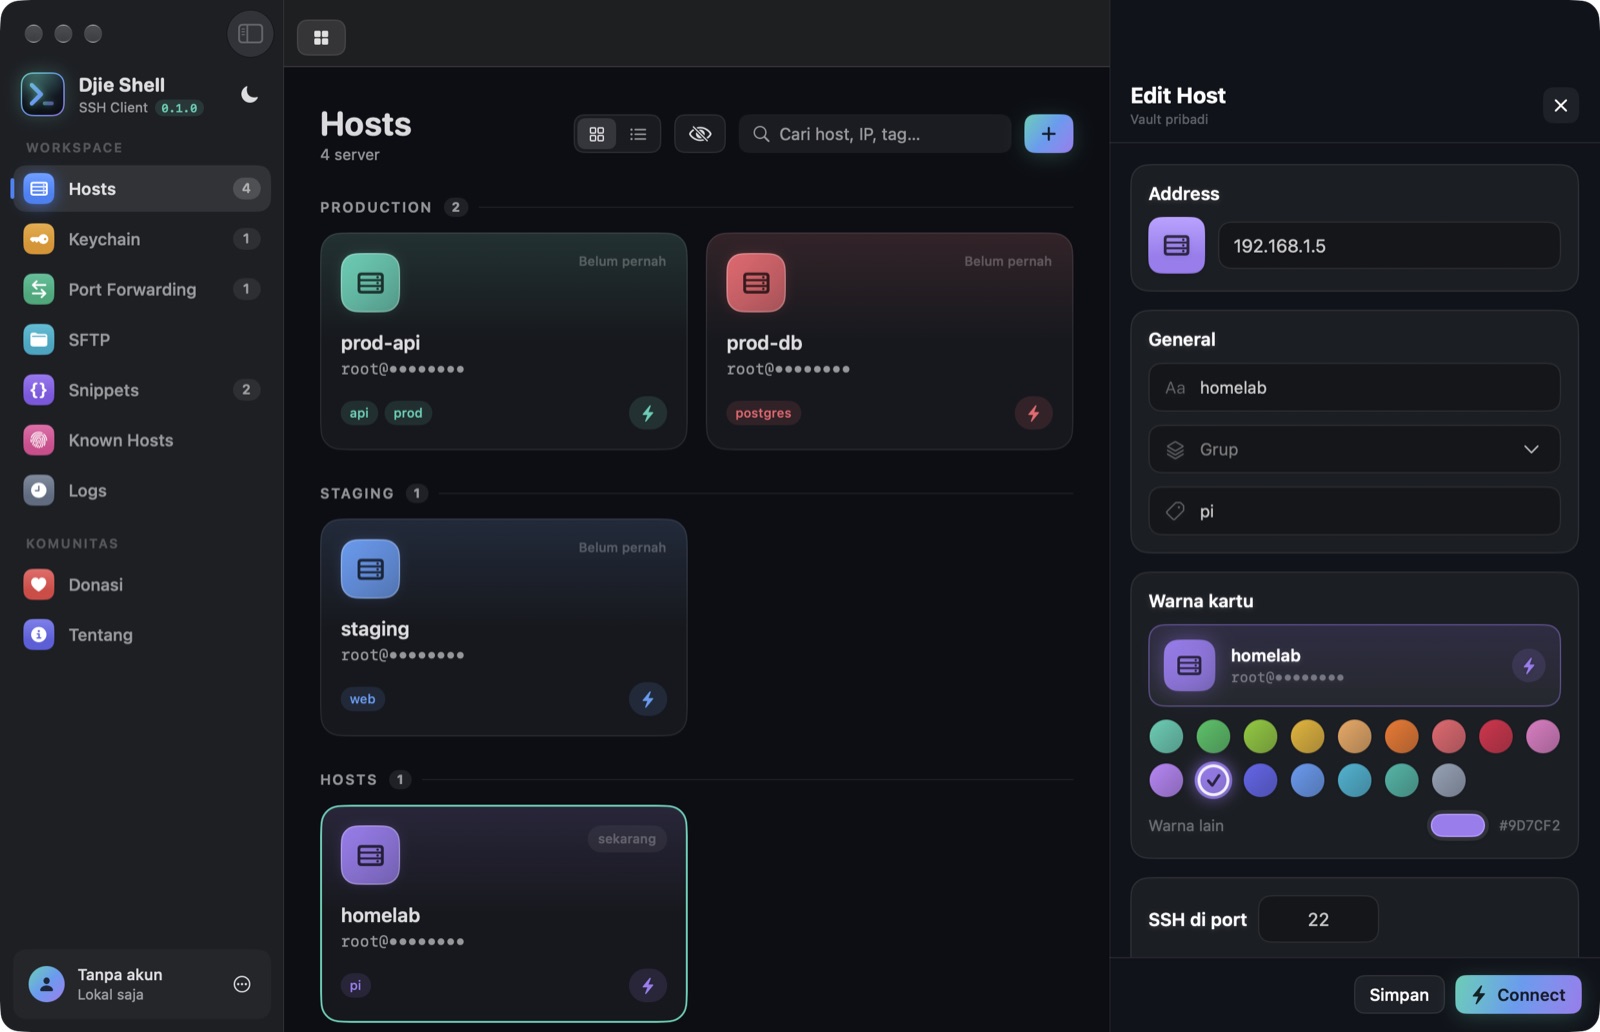 Djie Shell
SSH Client 0.1.0
WORKSPACE
Hosts 4
Keychain 1
Port Forwarding 1
SFTP
Snippets 2
Known Hosts
Logs
KOMUNITAS
Donasi
Tentang
Tanpa akun
Lokal saja
Hosts
4 server
Cari host, IP, tag...
PRODUCTION 2
Belum pernah
prod-api
root@••••••••
api prod
Belum pernah
prod-db
root@••••••••
postgres
STAGING 1
Belum pernah
staging
root@••••••••
web
HOSTS 1
sekarang
homelab
root@••••••••
pi
Edit Host
Vault pribadi
Address
192.168.1.5
General
Aa homelab
Grup
pi
Warna kartu
homelab
root@••••••••
Warna lain #9D7CF2
SSH di port 22
Simpan Connect